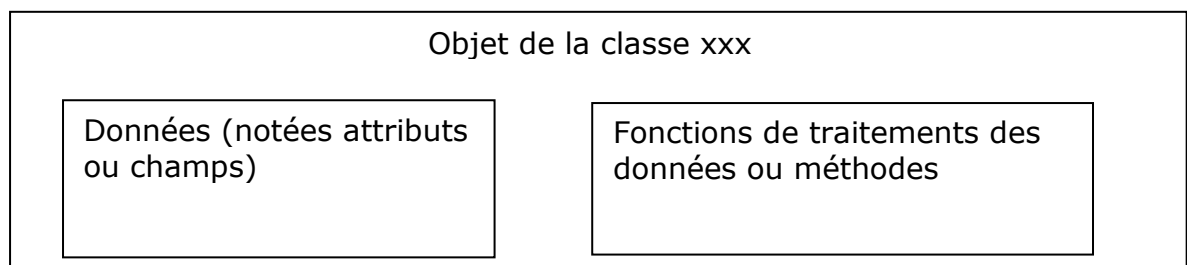 Objet de la classe xxx
Données (notées attributs
ou champs)
Fonctions de traitements des
données ou méthodes